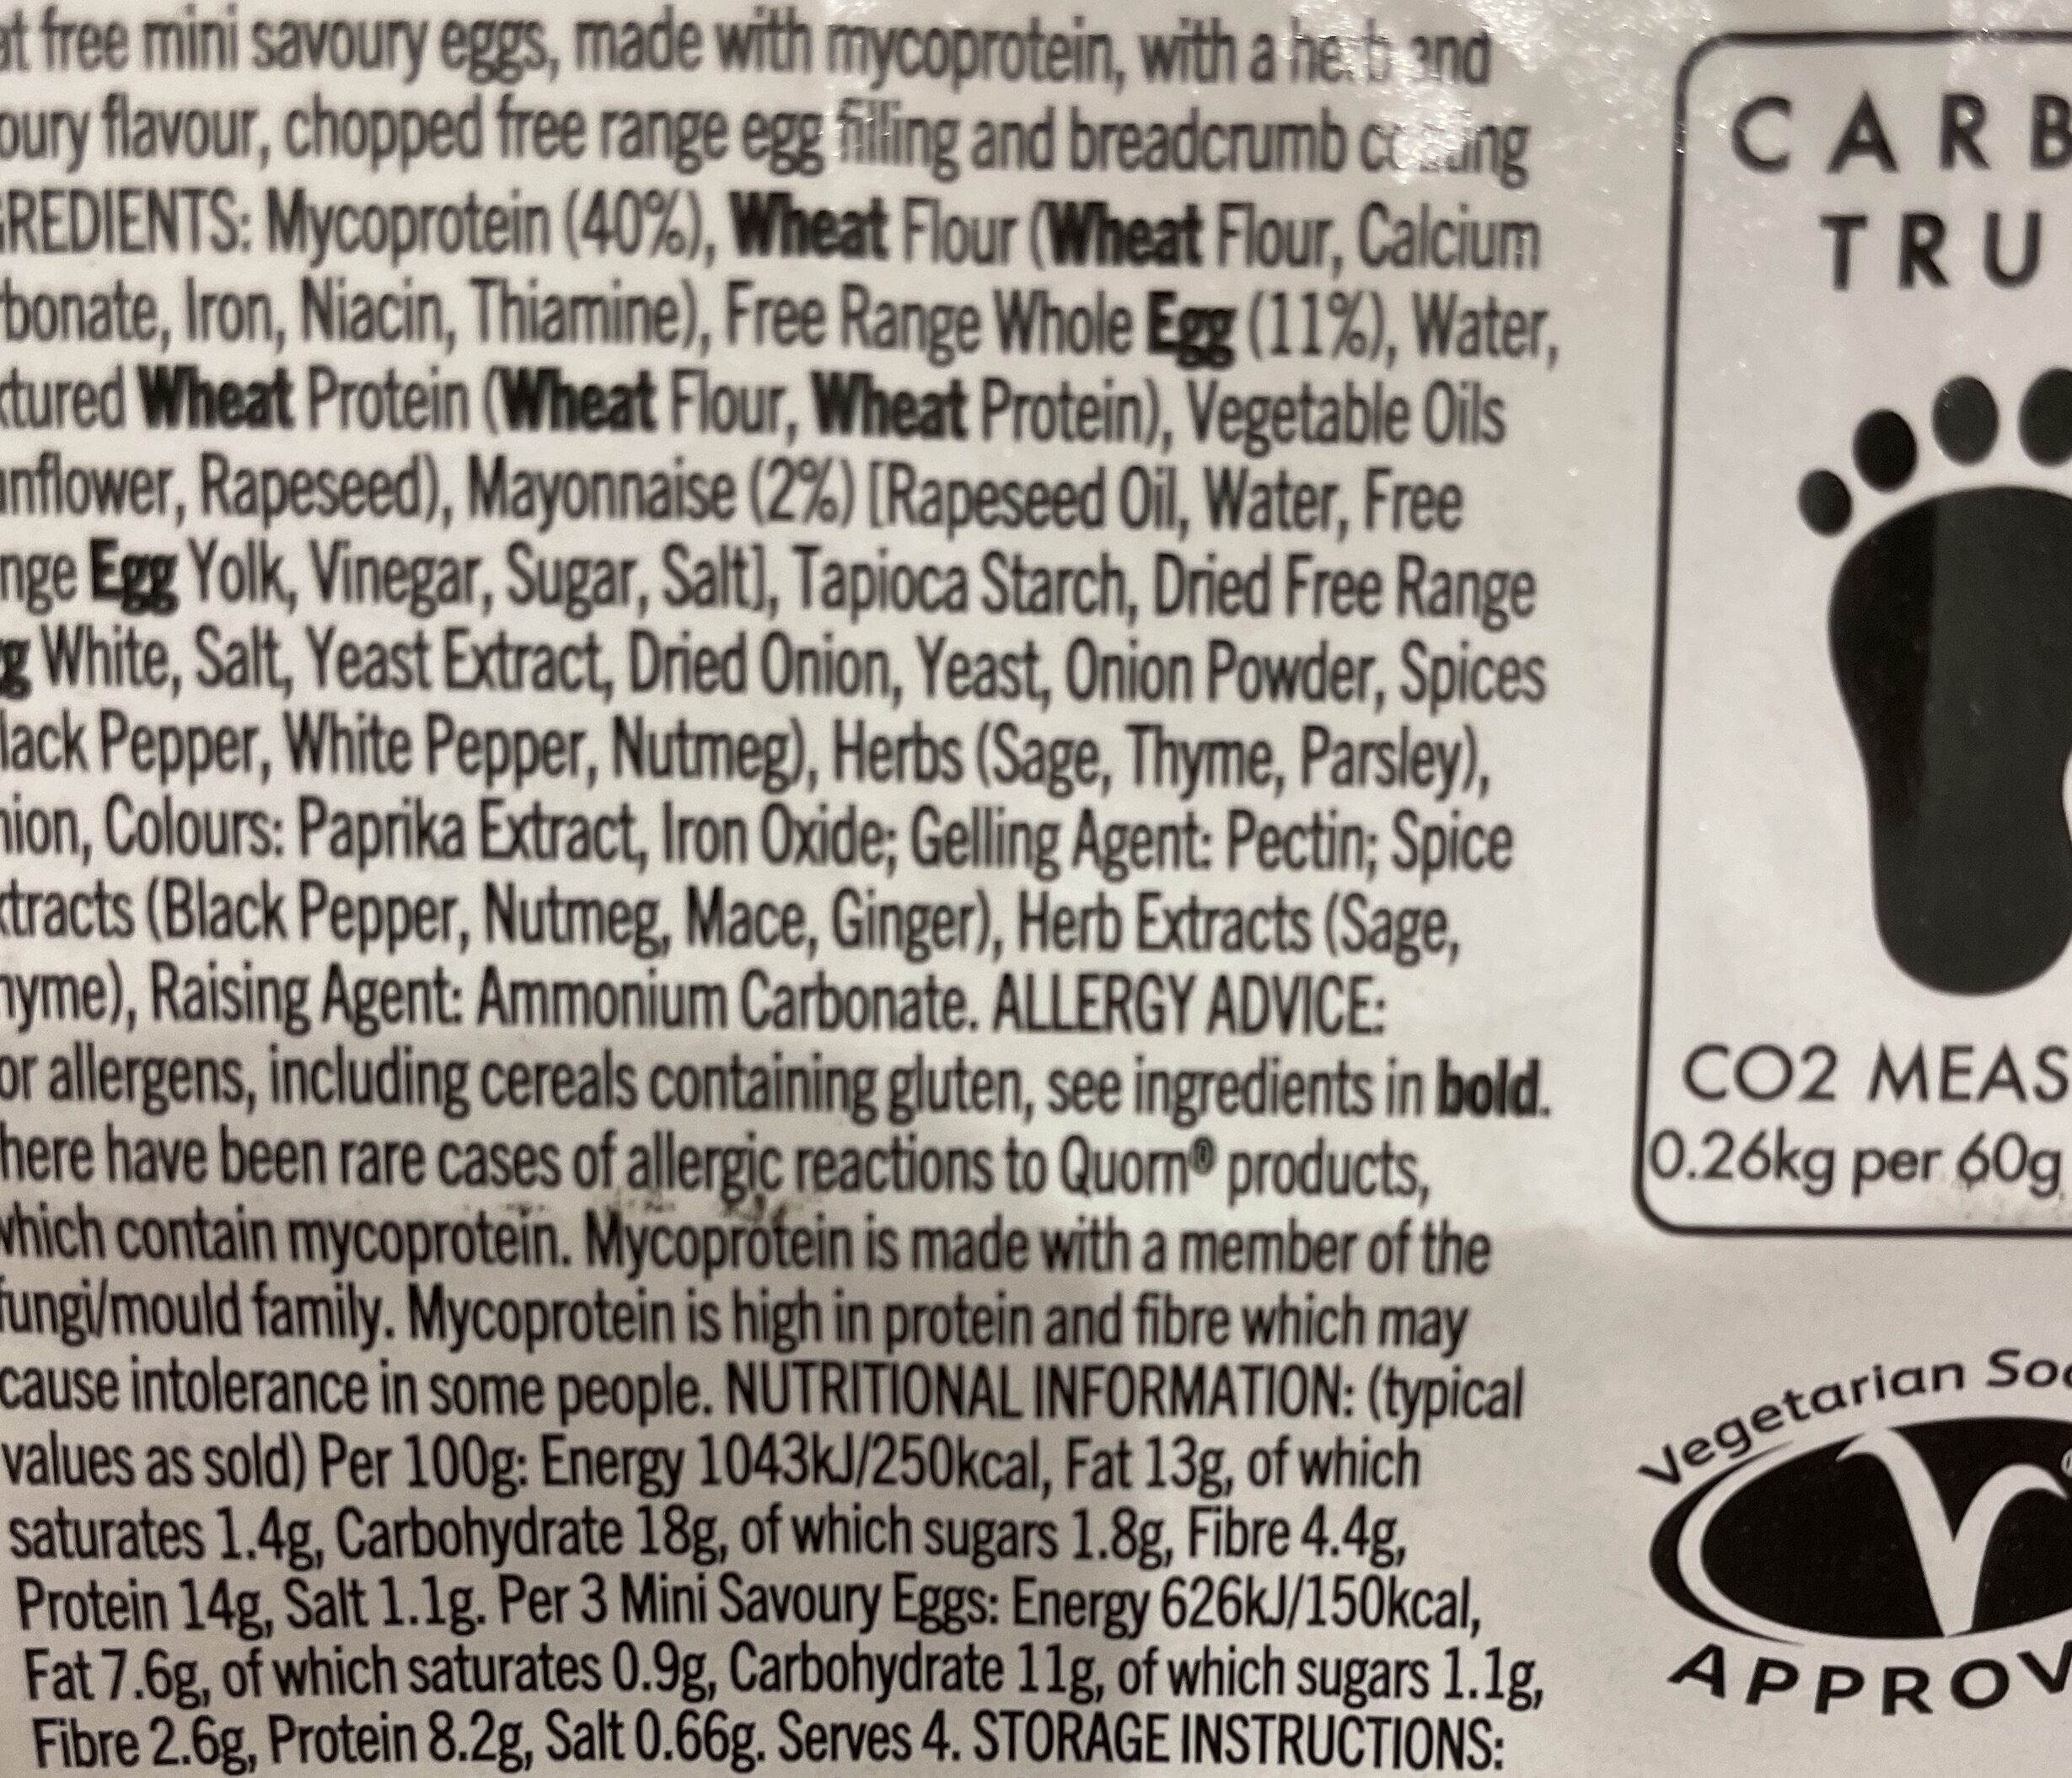 at free mini savoury eggs, made with mycoprotein, with a herb and
oury flavour, chopped free range egg filling and breadcrumb coating
GREDIENTS: Mycoprotein (40%), Wheat Flour (Wheat Flour, Calcium
rbonate, Iron, Niacin, Thiamine), Free Range Whole Egg (11%), Water,
xtured Wheat Protein (Wheat Flour, Wheat Protein), Vegetable Oils
unflower, Rapeseed), Mayonnaise (2%) [Rapeseed Oil, Water, Free
nge Egg Yolk, Vinegar, Sugar, Salt], Tapioca Starch, Dried Free Range
g White, Salt, Yeast Extract, Dried Onion, Yeast, Onion Powder, Spices
lack Pepper, White Pepper, Nutmeg), Herbs (Sage, Thyme, Parsley),
nion, Colours: Paprika Extract, Iron Oxide; Gelling Agent: Pectin; Spice
xtracts (Black Pepper, Nutmeg, Mace, Ginger), Herb Extracts (Sage,
hyme), Raising Agent: Ammonium Carbonate. ALLERGY ADVICE:
or allergens, including cereals containing gluten, see ingredients in bold.
here have been rare cases of allergic reactions to Quorn® products,
which contain mycoprotein. Mycoprotein is made with a member of the
fungi/mould family. Mycoprotein is high in protein and fibre which may
cause intolerance in some people. NUTRITIONAL INFORMATION: (typical
values as sold) Per 100g: Energy 1043kJ/250kcal, Fat 13g, of which
saturates 1.4g, Carbohydrate 18g, of which sugars 1.8g, Fibre 4.4g,
Protein 14g, Salt 1.1g. Per 3 Mini Savoury Eggs: Energy 626kJ/150kcal,
Fat 7.6g, of which saturates 0.9g, Carbohydrate 11g, of which sugars 1.1g,
Fibre 2.6g, Protein 8.2g, Salt 0.66g. Serves 4. STORAGE INSTRUCTIONS:
CARB
TRU
CO2 MEAS
0.26kg per 60g
Vegetarian Soc
APPROV